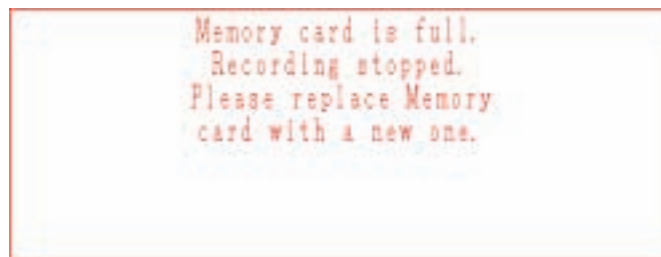 Memory card is full.
Recording stopped.
Please replace Memory
card with a new one.